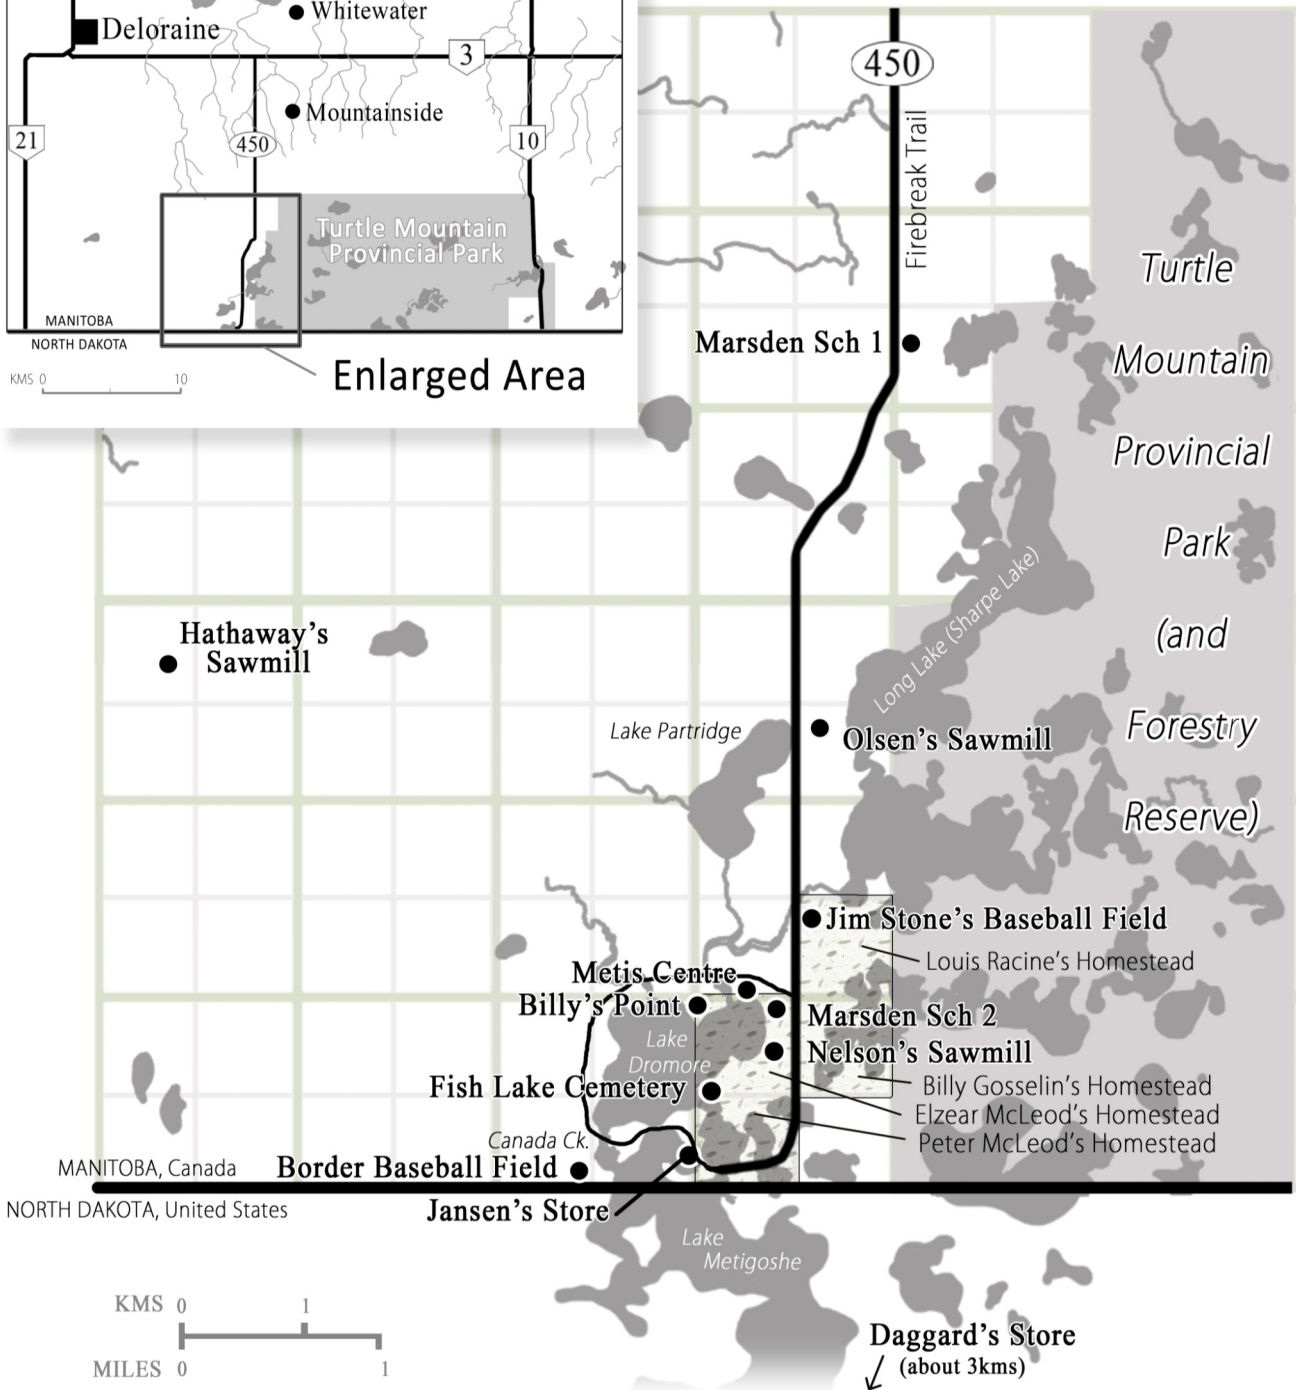 Whitewater
Deloraine
3
Mountainside
21
450
10
Turtle Mountain
Provincial Park
MANITOBA
NORTH DAKOTA
KMS 0 10
Enlarged Area
450
Firebreak Trail
Turtle
Mountain
Provincial
Park
(and
Forestry
Reserve)
Marsden Sch 1
Long Lake (Sharpe Lake)
Hathaway's
Sawmill
Lake Partridge
Olsen's Sawmill
Jim Stone's Baseball Field
Louis Racine's Homestead
Metis Centre
Billy's Point
Marsden Sch 2
Lake
Dromore
Nelson's Sawmill
Fish Lake Cemetery
Billy Gosselin's Homestead
Elzear McLeod's Homestead
Peter McLeod's Homestead
Canada Ck.
MANITOBA, Canada
Border Baseball Field
NORTH DAKOTA, United States
Jansen's Store
Lake
Metigoshe
KMS 0 1
MILES 0 1
Daggard's Store
(about 3kms)